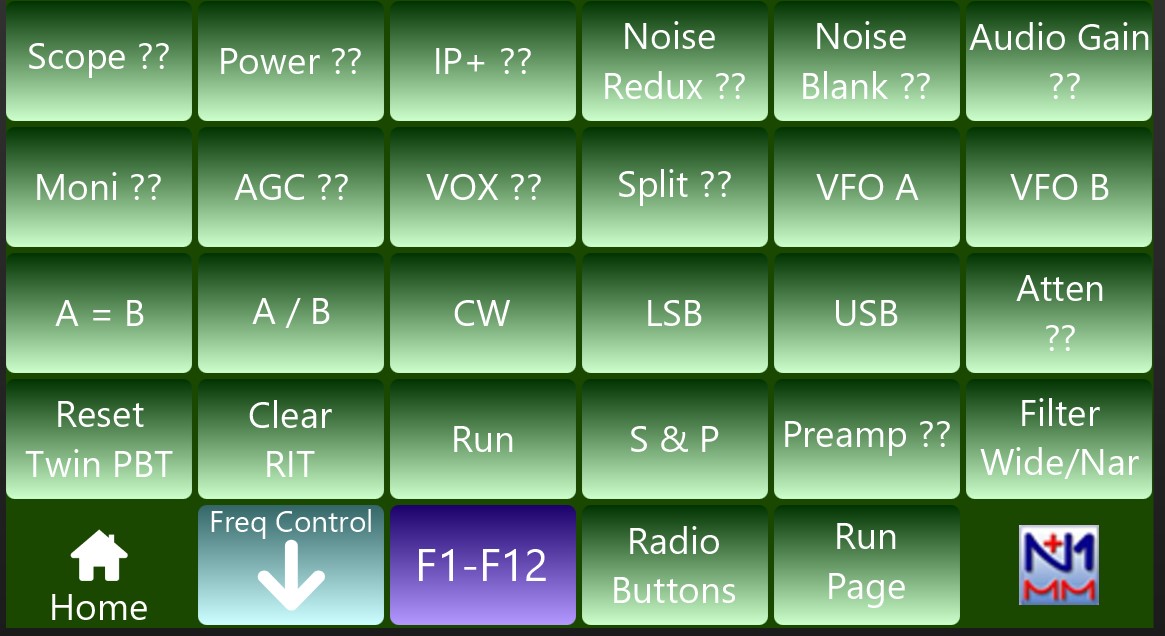 Scope ??
Power ??
IP+ ??
Noise
Redux ??
Noise
Blank ??
Audio Gain
??
Moni ??
AGC ??
VOX ??
Split ??
VFO A
VFO B
A = B
A / B
CW
LSB
USB
Atten
??
Reset
Twin PBT
Clear
RIT
Run
S & P
Preamp ??
Filter
Wide/Nar
Home
Freq Control
F1-F12
Radio
Buttons
Run
Page
N+1
MM